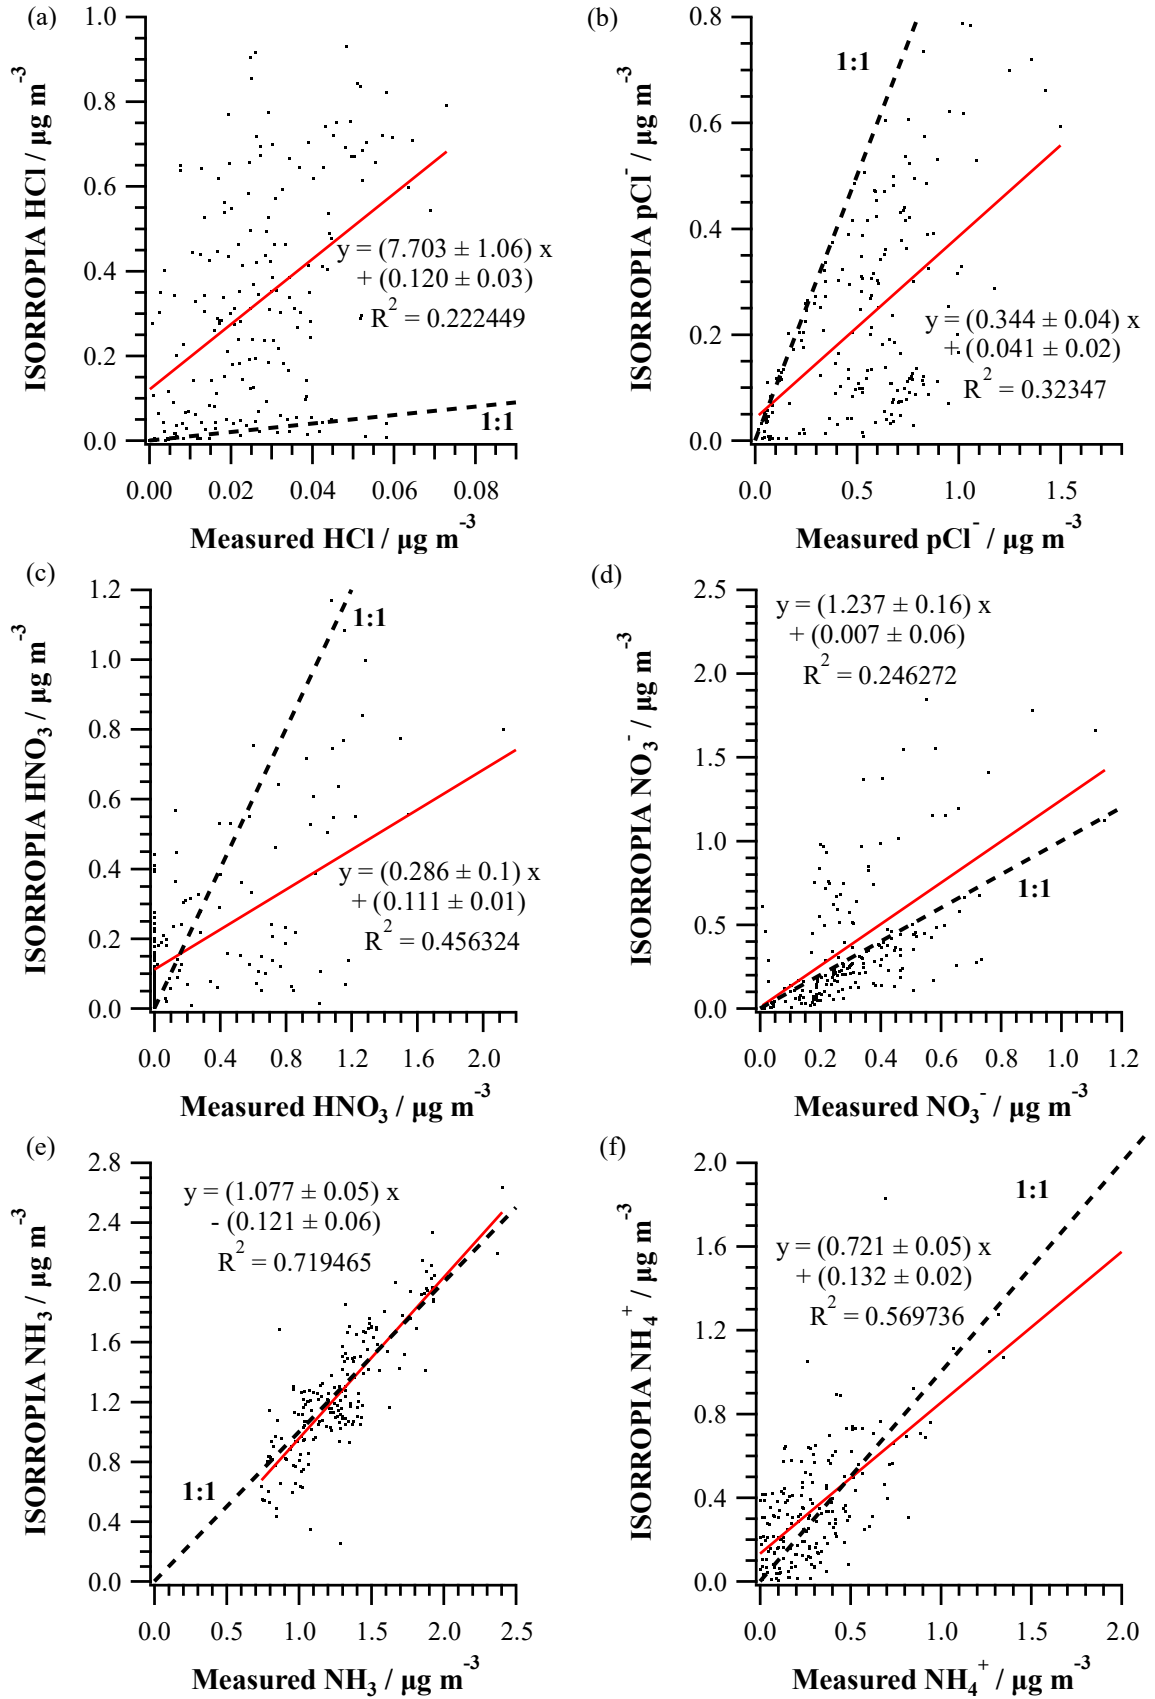 (a)
1.0
0.8
0.6
0.4
0.2
0.0
ISORROPIA HCl / µg m⁻³
y = (7.703 ± 1.06) x
+ (0.120 ± 0.03)
R² = 0.222449
1:1
0.00 0.02 0.04 0.06 0.08
Measured HCl / µg m⁻³
(b)
0.8
0.6
0.4
0.2
0.0
ISORROPIA pCl⁻ / µg m⁻³
1:1
y = (0.344 ± 0.04) x
+ (0.041 ± 0.02)
R² = 0.32347
0.0 0.5 1.0 1.5
Measured pCl⁻ / µg m⁻³
(c)
1.2
1.0
0.8
0.6
0.4
0.2
0.0
ISORROPIA HNO₃ / µg m⁻³
1:1
y = (0.286 ± 0.1) x
+ (0.111 ± 0.01)
R² = 0.456324
0.0 0.4 0.8 1.2 1.6 2.0
Measured HNO₃ / µg m⁻³
(d)
2.5
2.0
1.5
1.0
0.5
0.0
ISORROPIA NO₃⁻ / µg m⁻³
y = (1.237 ± 0.16) x
+ (0.007 ± 0.06)
R² = 0.246272
1:1
0.0 0.2 0.4 0.6 0.8 1.0 1.2
Measured NO₃⁻ / µg m⁻³
(e)
2.8
2.4
2.0
1.6
1.2
0.8
0.4
0.0
ISORROPIA NH₃ / µg m⁻³
y = (1.077 ± 0.05) x
- (0.121 ± 0.06)
R² = 0.719465
1:1
0.0 0.5 1.0 1.5 2.0 2.5
Measured NH₃ / µg m⁻³
(f)
2.0
1.6
1.2
0.8
0.4
0.0
ISORROPIA NH₄⁺ / µg m⁻³
1:1
y = (0.721 ± 0.05) x
+ (0.132 ± 0.02)
R² = 0.569736
0.0 0.5 1.0 1.5 2.0
Measured NH₄⁺ / µg m⁻³